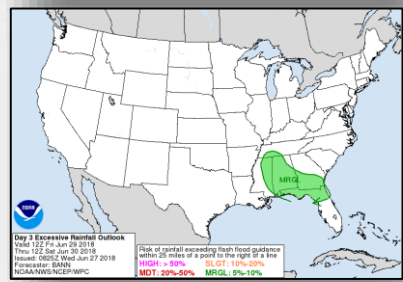 MRGL
noaa
Day 3 Excessive Rainfall Outlook
Valid 12Z Fri Jun 29 2018
Thru 12Z Sat Jun 30 2018
Issued: 0825Z Wed Jun 27 2018
Forecaster: BANN
NOAA/NWS/NCEP/WPC
Risk of rainfall exceeding flash flood guidance
within 25 miles of a point to the right of a line
HIGH: > 50% SLGT: 10%-20%
MDT: 20%-50% MRGL: 5%-10%